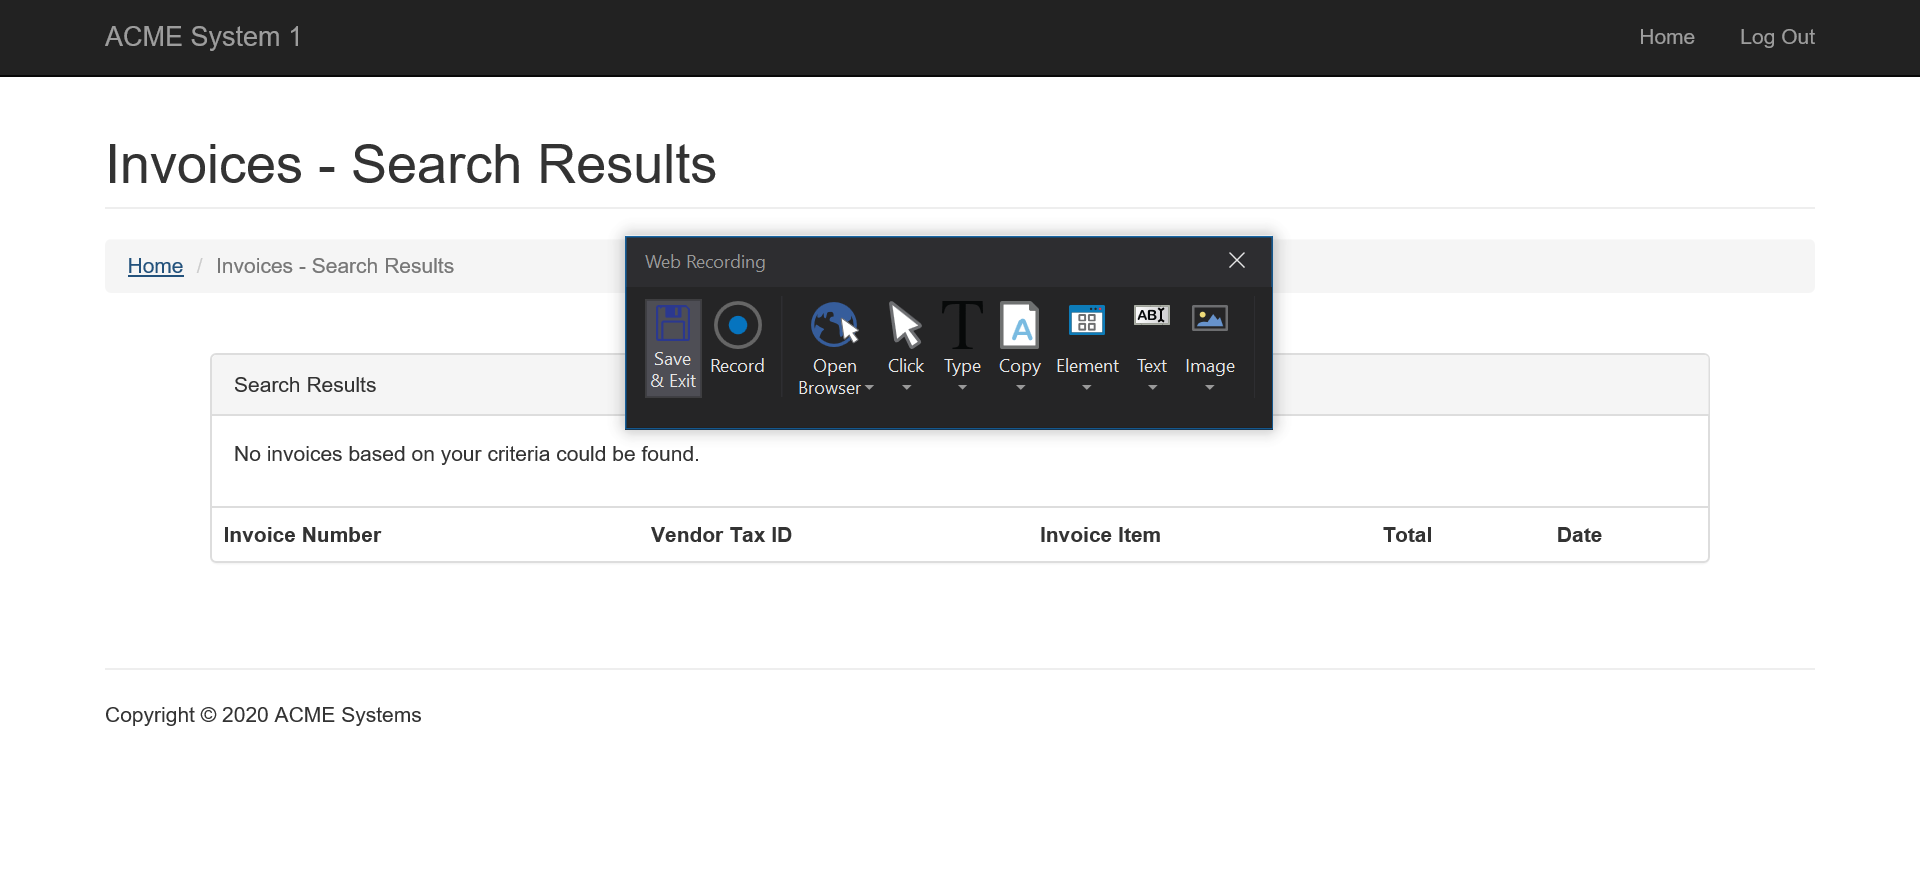 ACME System 1
Home
Log Out
Invoices - Search Results
Home / Invoices - Search Results
Web Recording
Save & Exit
Record
Open Browser
Click
Type
Copy
Element
Text
Image
T
A
ABI
Search Results
No invoices based on your criteria could be found.
Invoice Number Vendor Tax ID Invoice Item Total Date
Copyright © 2020 ACME Systems